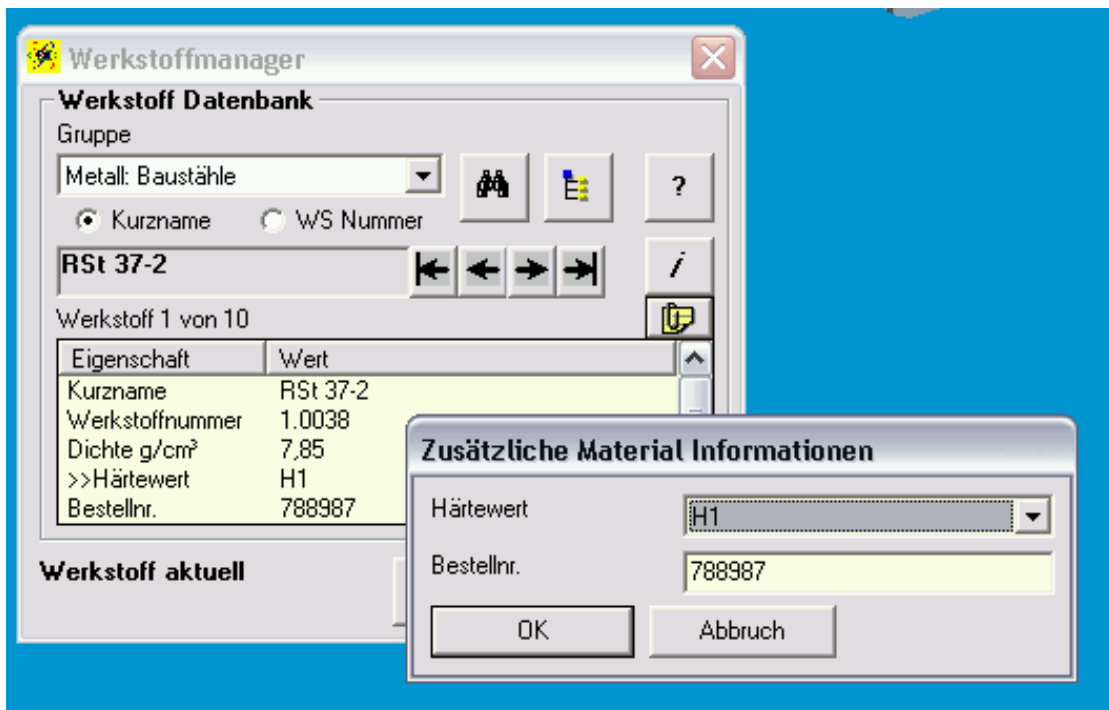 Werkstoffmanager
Werkstoff Datenbank
Gruppe
Metall: Baustähle
?
Kurzname WS Nummer
RSt 37-2
i
Werkstoff 1 von 10
Eigenschaft Wert
Kurzname RSt 37-2
Werkstoffnummer 1.0038
Dichte g/cm³ 7,85
>>Härtewert H1
Bestellnr. 788987
Werkstoff aktuell
Zusätzliche Material Informationen
Härtewert H1
Bestellnr. 788987
OK Abbruch